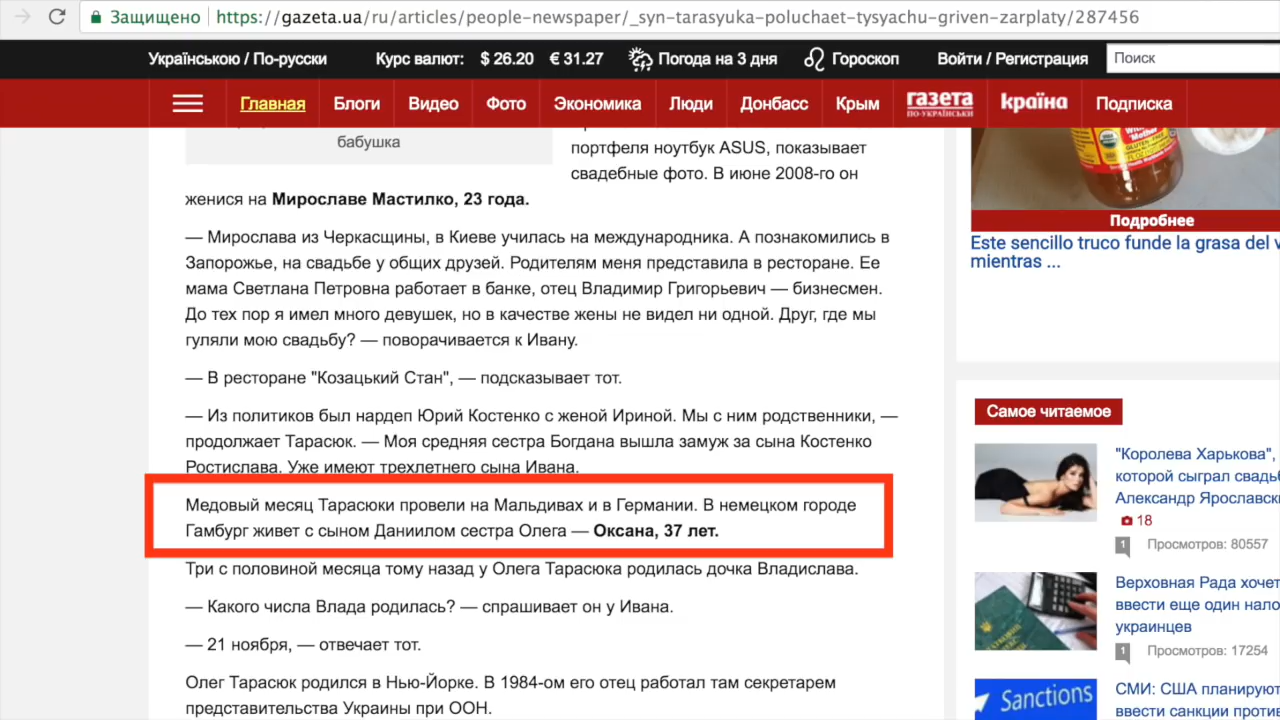 Защищено https://gazeta.ua/ru/articles/people-newspaper/_syn-tarasyuka-poluchaet-tysyachu-griven-zarplaty/287456
Українською / По-русски Курс валют: $ 26.20 € 31.27 Погода на 3 дня Гороскоп Войти / Регистрация Поиск
Главная Блоги Видео Фото Экономика Люди Донбасс Крым газета ПО-УКРАЇНСЬКИ країна Подписка
бабушка
портфеля ноутбук ASUS, показывает
свадебные фото. В июне 2008-го он
женися на Мирославе Мастилко, 23 года.
— Мирослава из Черкасщины, в Киеве училась на международника. А познакомились в
Запорожье, на свадьбе у общих друзей. Родителям меня представила в ресторане. Ее
мама Светлана Петровна работает в банке, отец Владимир Григорьевич — бизнесмен.
До тех пор я имел много девушек, но в качестве жены не видел ни одной. Друг, где мы
гуляли мою свадьбу? — поворачивается к Ивану.
— В ресторане "Козацький Стан", — подсказывает тот.
— Из политиков был нардеп Юрий Костенко с женой Ириной. Мы с ним родственники, —
продолжает Тарасюк. — Моя средняя сестра Богдана вышла замуж за сына Костенко
Ростислава. Уже имеют трехлетнего сына Ивана.
Медовый месяц Тарасюки провели на Мальдивах и в Германии. В немецком городе
Гамбург живет с сыном Даниилом сестра Олега — Оксана, 37 лет.
Три с половиной месяца тому назад у Олега Тарасюка родилась дочка Владислава.
— Какого числа Влада родилась? — спрашивает он у Ивана.
— 21 ноября, — отвечает тот.
Олег Тарасюк родился в Нью-Йорке. В 1984-ом его отец работал там секретарем
представительства Украины при ООН.
Подробнее
Este sencillo truco funde la grasa del v
mientras ...
Самое читаемое
"Королева Харькова",
которой сыграл свадьб
Александр Ярославски
18
1 Просмотров: 80557
Верховная Рада хочет
ввести еще один нало
украинцев
1 Просмотров: 17254
Sanctions
СМИ: США планируют
ввести санкции против